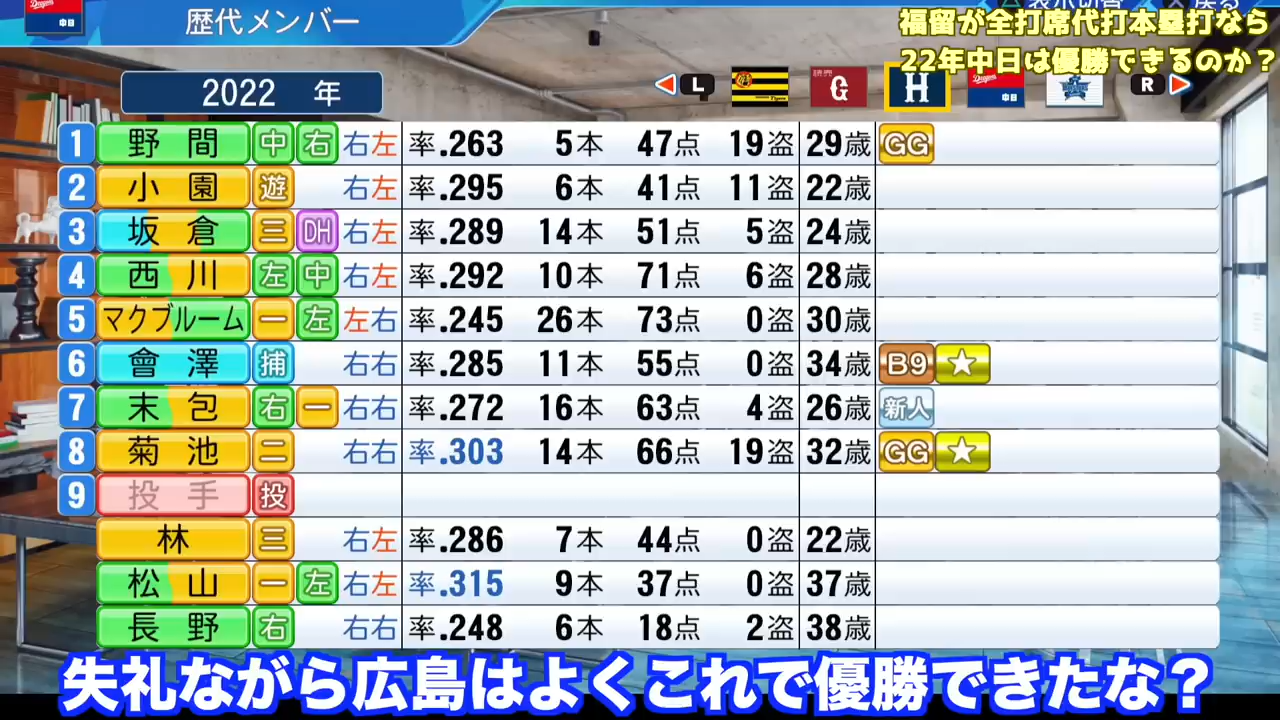 歴代メンバー
福留が全打席代打本塁打なら
22年中日は優勝できるのか？
2022 年
L G H R
1 野間 中 右 右左 率.263 5本 47点 19盗 29歳 GG
2 小園 遊 右左 率.295 6本 41点 11盗 22歳
3 坂倉 三 DH 右左 率.289 14本 51点 5盗 24歳
4 西川 左 中 右左 率.292 10本 71点 6盗 28歳
5 マクブルーム 一 左 左右 率.245 26本 73点 0盗 30歳
6 會澤 捕 右右 率.285 11本 55点 0盗 34歳 B9 ★
7 末包 右 一 右右 率.272 16本 63点 4盗 26歳 新人
8 菊池 二 右右 率.303 14本 66点 19盗 32歳 GG ★
9 投手 投
林 三 右左 率.286 7本 44点 0盗 22歳
松山 一 左 右左 率.315 9本 37点 0盗 37歳
長野 右 右右 率.248 6本 18点 2盗 38歳
失礼ながら広島はよくこれで優勝できたな？